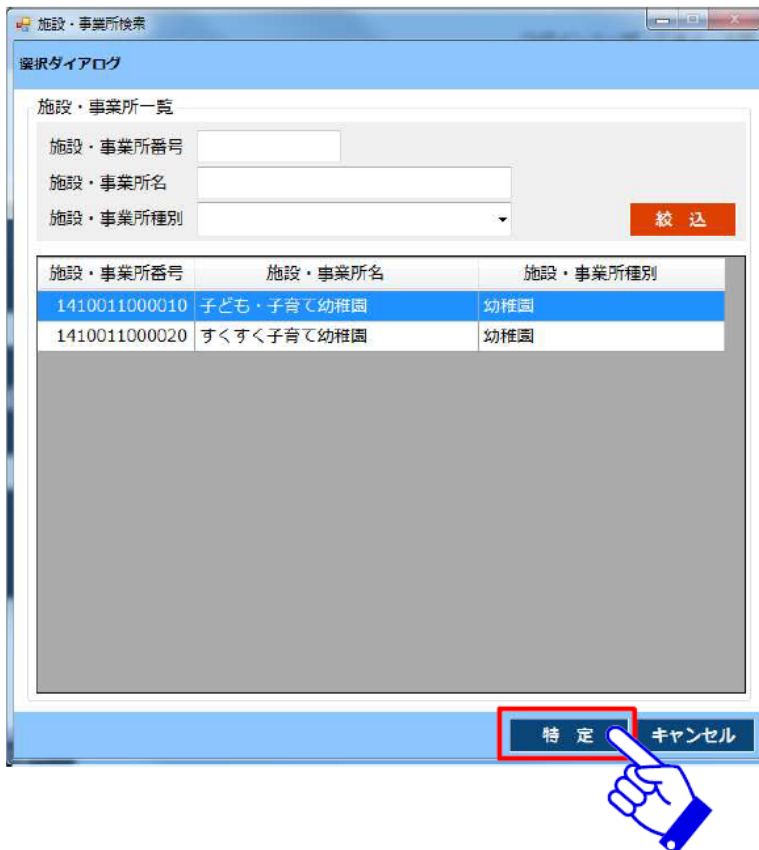 施設・事業所検索
選択ダイアログ
施設・事業所一覧
施設・事業所番号
施設・事業所名
施設・事業所種別
絞 込
施設・事業所番号 施設・事業所名 施設・事業所種別
1410011000010 子ども・子育て幼稚園 幼稚園
1410011000020 すくすく子育て幼稚園 幼稚園
特 定 キャンセル